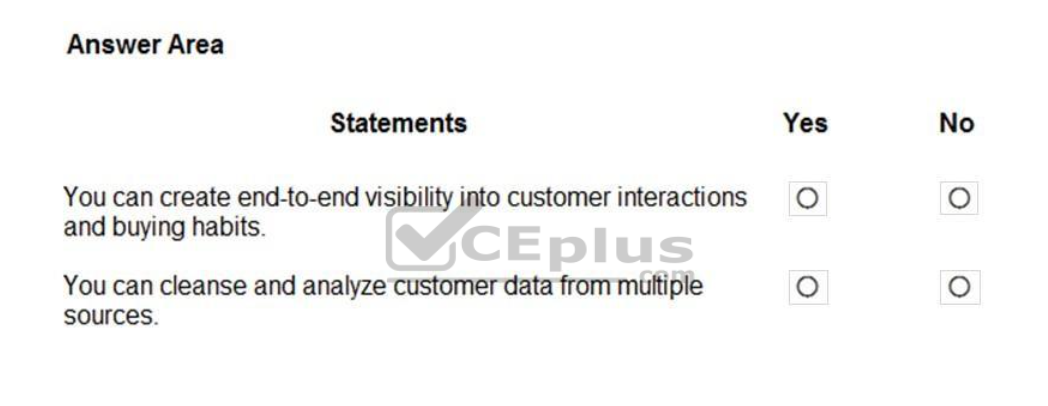 Answer Area
Statements Yes No
You can create end-to-end visibility into customer interactions
and buying habits.
VCEplus
.com
You can cleanse and analyze customer data from multiple
sources.